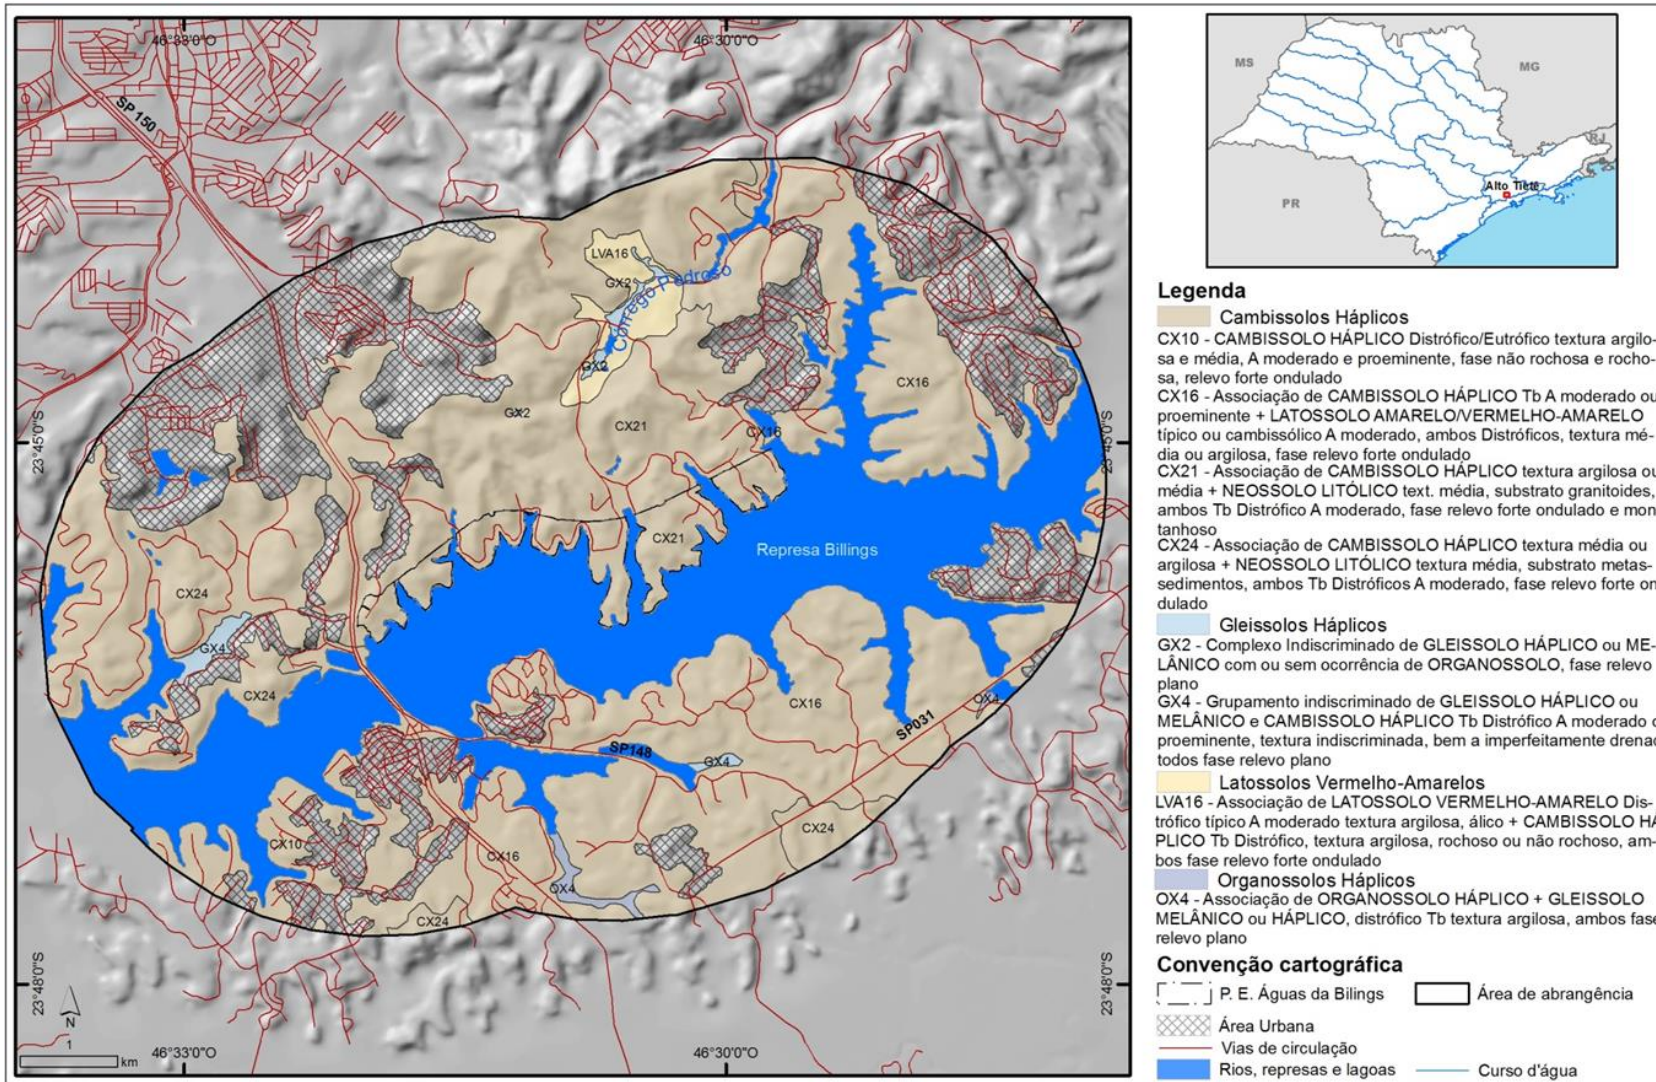 46°33'0"O
46°30'0"O
SP 150
LVA16
GX2
Córrego Pedroso
GX2
GX2
CX21
CX16
CX16
23°45'0"S
23°45'0"S
CX21
Represa Billings
CX24
GX4
CX24
CX16
OX4
SP031
SP148
GX4
CX24
CX10
CX16
OX4
CX24
23°48'0"S
23°48'0"S
N
1
km
46°33'0"O
46°30'0"O
MS
MG
RJ
Alto Tietê
PR
Legenda
Cambissolos Háplicos
CX10 - CAMBISSOLO HÁPLICO Distrófico/Eutrófico textura argilo-
sa e média, A moderado e proeminente, fase não rochosa e rocho-
sa, relevo forte ondulado
CX16 - Associação de CAMBISSOLO HÁPLICO Tb A moderado ou
proeminente + LATOSSOLO AMARELO/VERMELHO-AMARELO
típico ou cambissólico A moderado, ambos Distróficos, textura mé-
dia ou argilosa, fase relevo forte ondulado
CX21 - Associação de CAMBISSOLO HÁPLICO textura argilosa ou
média + NEOSSOLO LITÓLICO text. média, substrato granitoides,
ambos Tb Distrófico A moderado, fase relevo forte ondulado e mon
tanhoso
CX24 - Associação de CAMBISSOLO HÁPLICO textura média ou
argilosa + NEOSSOLO LITÓLICO textura média, substrato metas-
sedimentos, ambos Tb Distróficos A moderado, fase relevo forte on
dulado
Gleissolos Háplicos
GX2 - Complexo Indiscriminado de GLEISSOLO HÁPLICO ou ME-
LÂNICO com ou sem ocorrência de ORGANOSSOLO, fase relevo
plano
GX4 - Grupamento indiscriminado de GLEISSOLO HÁPLICO ou
MELÂNICO e CAMBISSOLO HÁPLICO Tb Distrófico A moderado
proeminente, textura indiscriminada, bem a imperfeitamente drenad
todos fase relevo plano
Latossolos Vermelho-Amarelos
LVA16 - Associação de LATOSSOLO VERMELHO-AMARELO Dis-
trófico típico A moderado textura argilosa, álico + CAMBISSOLO HÁ
PLICO Tb Distrófico, textura argilosa, rochoso ou não rochoso, am-
bos fase relevo forte ondulado
Organossolos Háplicos
OX4 - Associação de ORGANOSSOLO HÁPLICO + GLEISSOLO
MELÂNICO ou HÁPLICO, distrófico Tb textura argilosa, ambos fase
relevo plano
Convenção cartográfica
P. E. Águas da Bilings
Área de abrangência
Área Urbana
Vias de circulação
Rios, represas e lagoas
Curso d'água